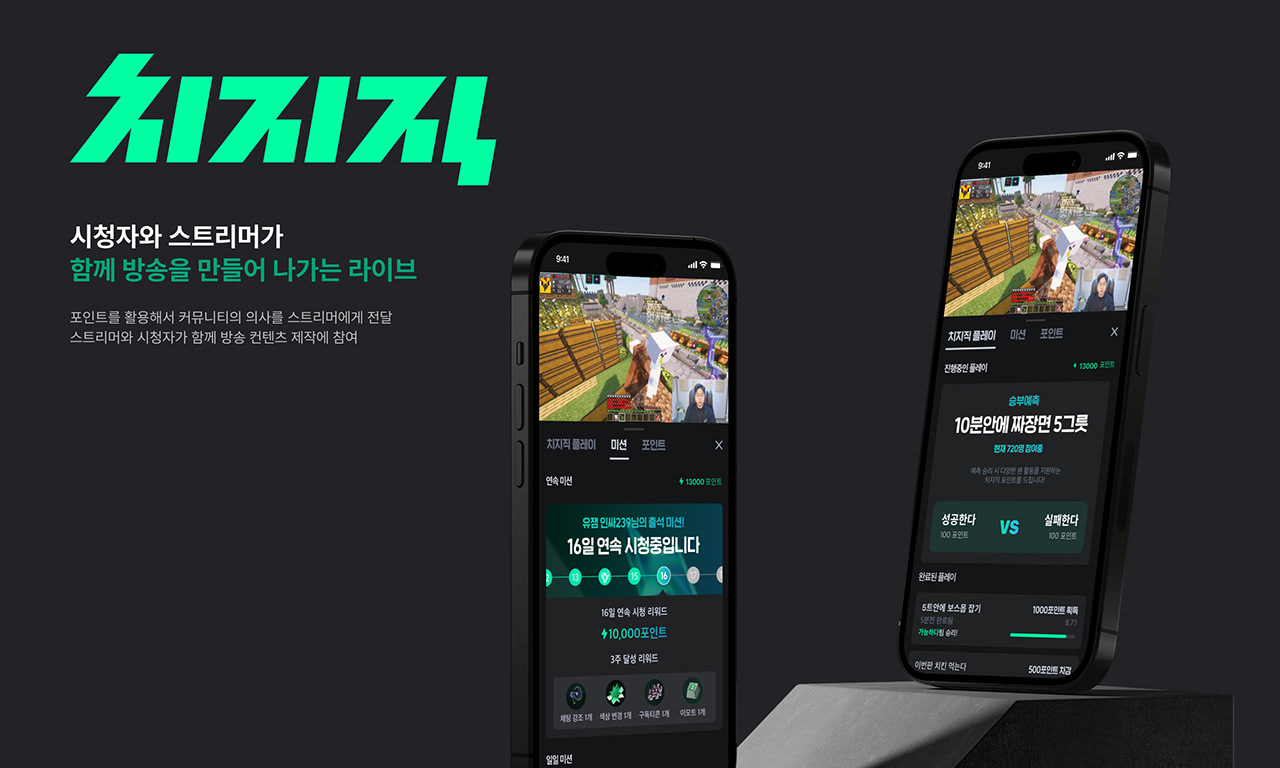 치지직
시청자와 스트리머가
함께 방송을 만들어 나가는 라이브
포인트를 활용해서 커뮤니티의 의사를 스트리머에게 전달
스트리머와 시청자가 함께 방송 컨텐츠 제작에 참여
9:41
치지직 플레이 미션 포인트 X
연속 미션 13000 포인트
유잼 인싸239님의 출석 미션!
16일 연속 시청중입니다
13 15 16 17
16일 연속 시청 리워드
10,000포인트
3주 달성 리워드
채팅 강조 1개 색상 변경 1개 구독티콘 1개 이모트 1개
일일 미션
9:41
치지직 플레이 미션 포인트 X
진행중인 플레이 13000 포인트
승부예측
10분안에 짜장면 5그릇
현재 720명 참여중
예측 승리 시 다양한 팬 활동을 지원하는
치지직 포인트를 드립니다!
성공한다 VS 실패한다
100 포인트 100 포인트
완료된 플레이
5트안에 보스몹 잡기 1000포인트 획득
5분전 완료됨 8.7:1
가능하다팀 승리!
이번판 치킨 먹는다 500포인트 차감